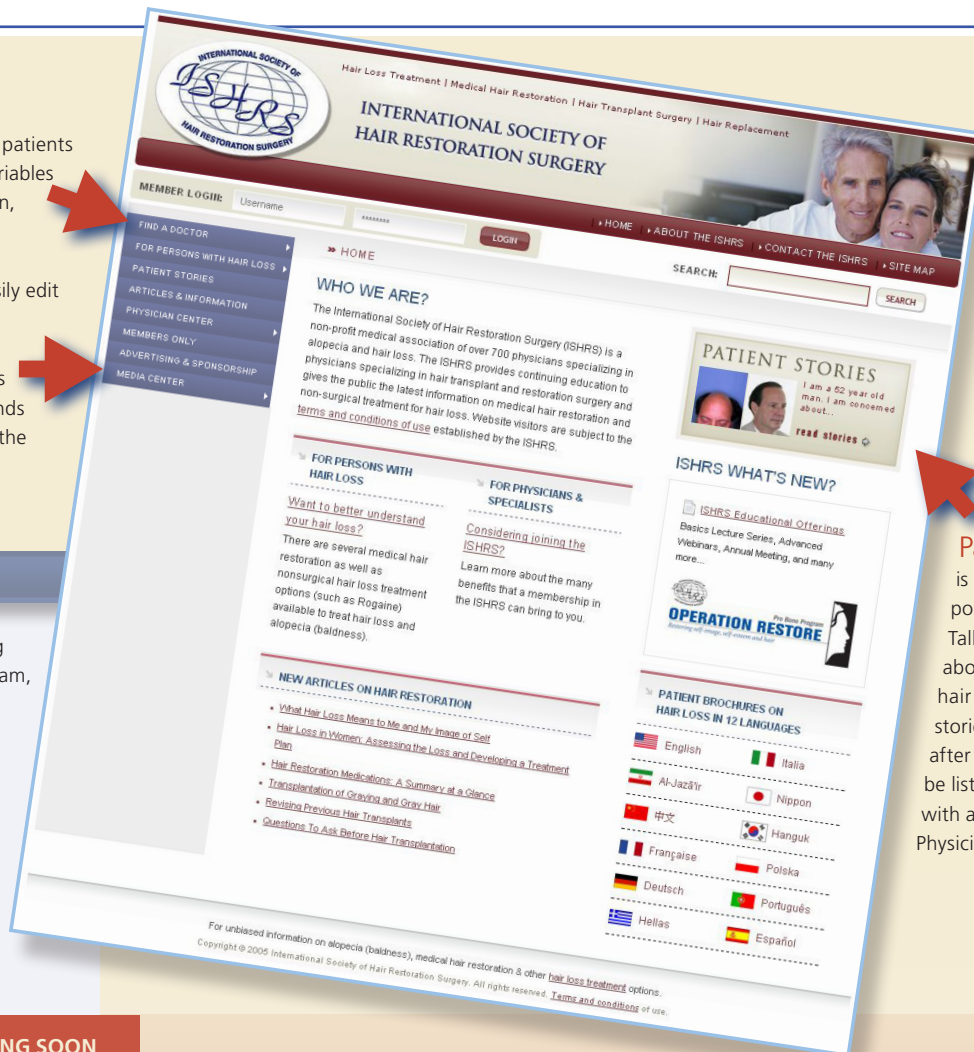 patients
riables
n,
sily edit
s
nds
the
g
am,
NG SOON
INTERNATIONAL SOCIETY OF
ISHRS
HAIR RESTORATION SURGERY
Hair Loss Treatment | Medical Hair Restoration | Hair Transplant Surgery | Hair Replacement
INTERNATIONAL SOCIETY OF
HAIR RESTORATION SURGERY
MEMBER LOGIN:
Username
********
LOGIN
HOME
ABOUT THE ISHRS
CONTACT THE ISHRS
SITE MAP
SEARCH:
SEARCH
FIND A DOCTOR
FOR PERSONS WITH HAIR LOSS
PATIENT STORIES
ARTICLES & INFORMATION
PHYSICIAN CENTER
MEMBERS ONLY
ADVERTISING & SPONSORSHIP
MEDIA CENTER
» HOME
WHO WE ARE?
The International Society of Hair Restoration Surgery (ISHRS) is a
non-profit medical association of over 700 physicians specializing in
alopecia and hair loss. The ISHRS provides continuing education to
physicians specializing in hair transplant and restoration surgery and
gives the public the latest information on medical hair restoration and
non-surgical treatment for hair loss. Website visitors are subject to the
terms and conditions of use established by the ISHRS.
FOR PERSONS WITH
HAIR LOSS
Want to better understand
your hair loss?
There are several medical hair
restoration as well as
nonsurgical hair loss treatment
options (such as Rogaine)
available to treat hair loss and
alopecia (baldness).
FOR PHYSICIANS &
SPECIALISTS
Considering joining the
ISHRS?
Learn more about the many
benefits that a membership in
the ISHRS can bring to you.
NEW ARTICLES ON HAIR RESTORATION
• What Hair Loss Means to Me and My Image of Self
• Hair Loss in Women: Assessing the Loss and Developing a Treatment
Plan
• Hair Restoration Medications: A Summary at a Glance
• Transplantation of Graying and Gray Hair
• Revising Previous Hair Transplants
• Questions To Ask Before Hair Transplantation
PATIENT STORIES
I am a 52 year old
man. I am concerned
about...
read stories
ISHRS WHAT'S NEW?
ISHRS Educational Offerings
Basics Lecture Series, Advanced
Webinars, Annual Meeting, and many
more...
ISHRS
Pro Bono Program
OPERATION RESTORE
Restoring self-image, self-esteem and hair
PATIENT BROCHURES ON
HAIR LOSS IN 12 LANGUAGES
English
Italia
Al-Jazã'ir
Nippon
中文
Hanguk
Française
Polska
Deutsch
Português
Hellas
Español
For unbiased information on alopecia (baldness), medical hair restoration & other hair loss treatment options.
Copyright © 2005 International Society of Hair Restoration Surgery. All rights reserved. Terms and conditions of use.
is
po
Tall
abo
hair
storie
after
be list
with a
Physici